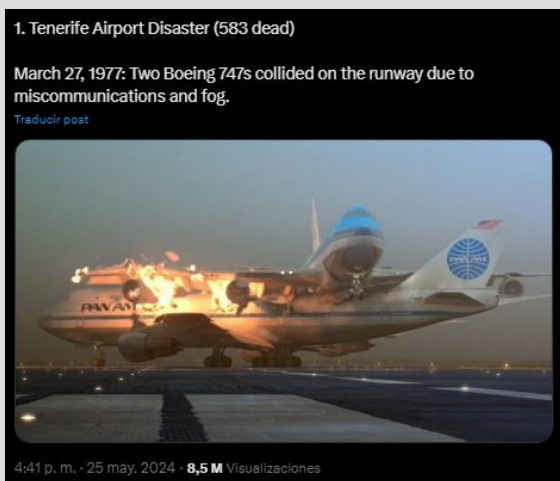 1. Tenerife Airport Disaster (583 dead)
March 27, 1977: Two Boeing 747s collided on the runway due to
miscommunications and fog.
Traducir post
PAN AM
PAN AM
4:41 p. m. · 25 may. 2024 · 8,5 M Visualizaciones